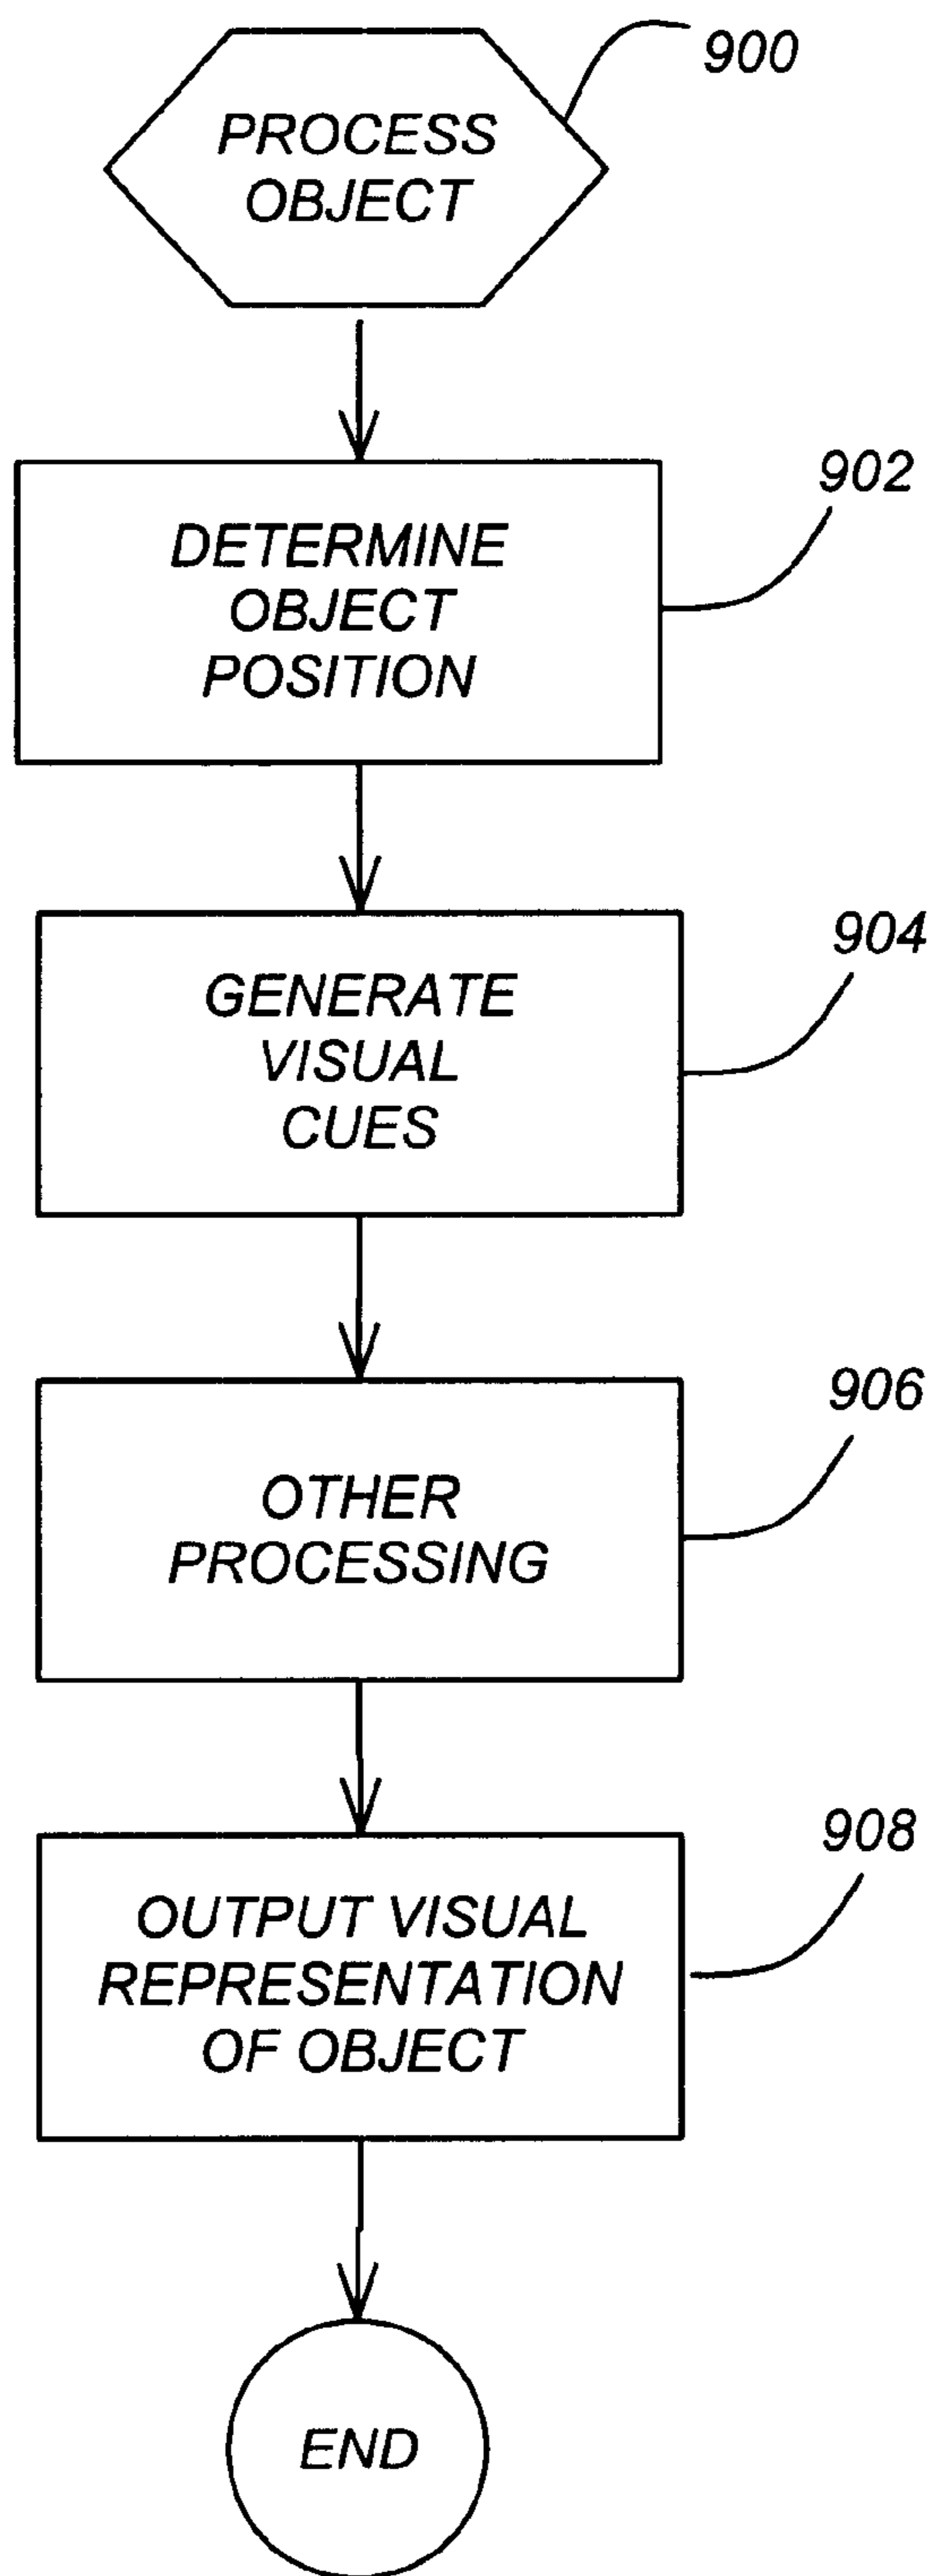 900
PROCESS
OBJECT
902
DETERMINE
OBJECT
POSITION
904
GENERATE
VISUAL
CUES
906
OTHER
PROCESSING
908
OUTPUT VISUAL
REPRESENTATION
OF OBJECT
END